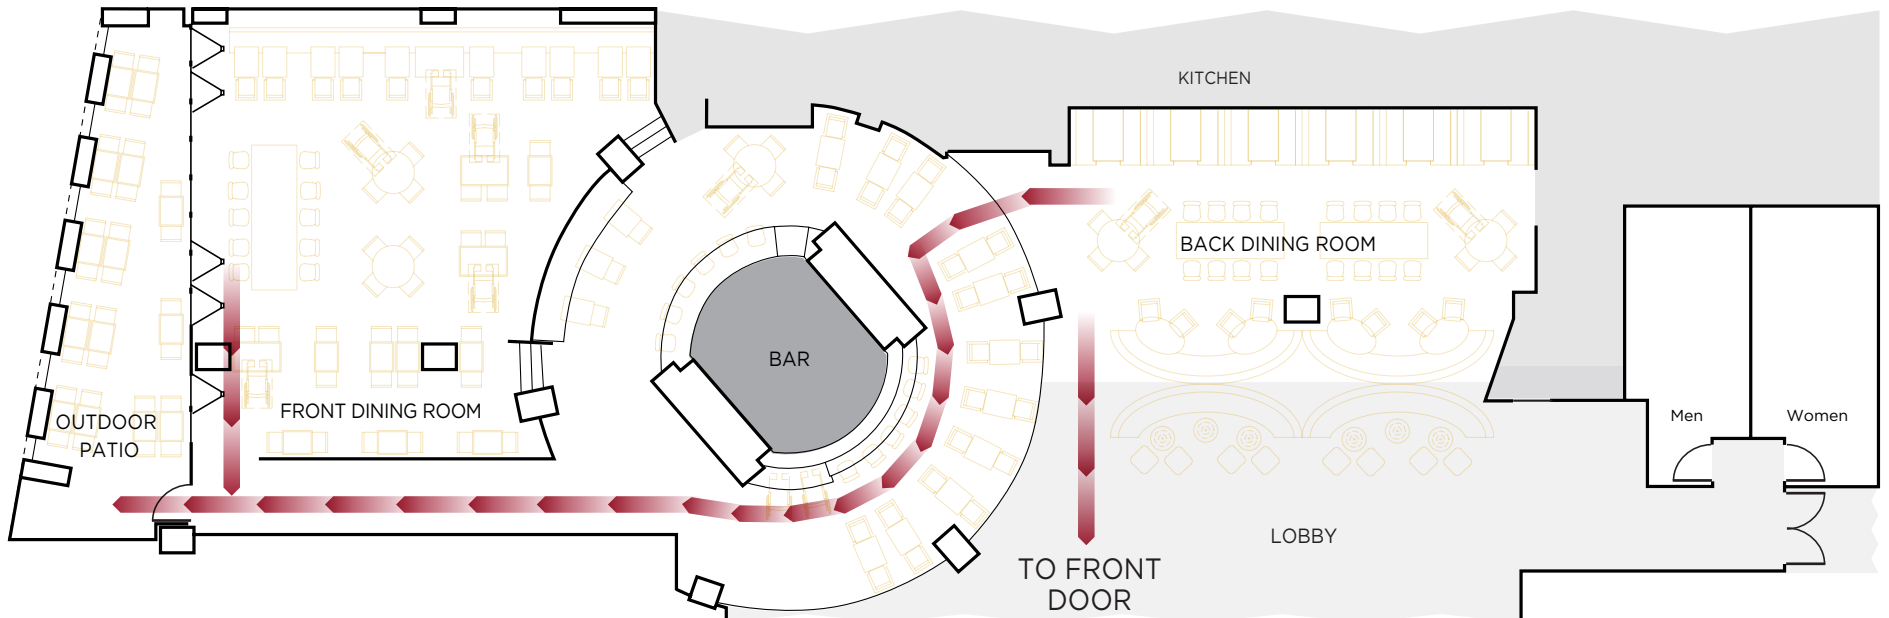 KITCHEN
BACK DINING ROOM
BAR
FRONT DINING ROOM
OUTDOOR
PATIO
Men
Women
LOBBY
TO FRONT
DOOR